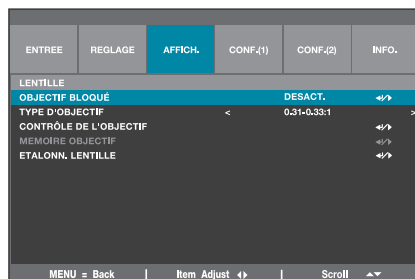 ENTREE REGLAGE AFFICH. CONF.(1) CONF.(2) INFO.
LENTILLE
OBJECTIF BLOQUÉ DESACT.
TYPE D'OBJECTIF < 0.31-0.33:1 >
CONTRÔLE DE L'OBJECTIF
MEMOIRE OBJECTIF
ETALONN. LENTILLE
MENU = Back | Item Adjust | Scroll